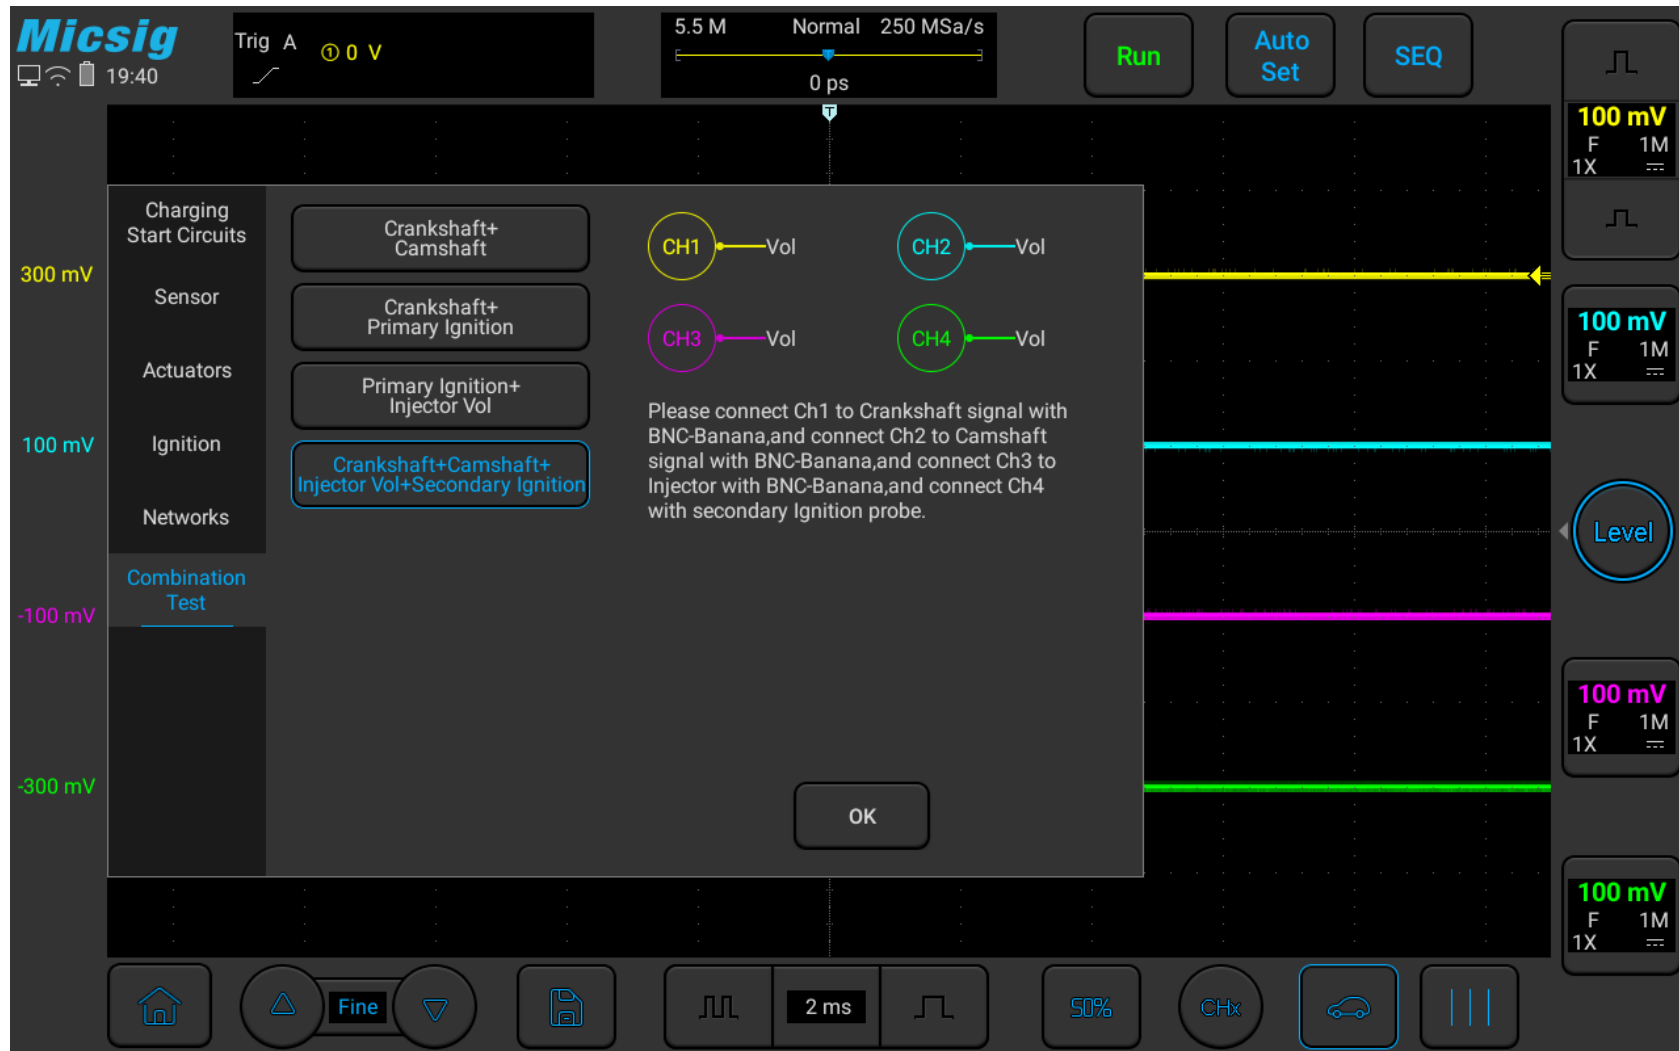 Micsig
19:40
Trig A
① 0 V
5.5 M Normal 250 MSa/s
0 ps
Run
Auto
Set
SEQ
T
100 mV
F 1M
1X
300 mV
100 mV
-100 mV
-300 mV
Charging
Start Circuits
Sensor
Actuators
Ignition
Networks
Combination
Test
Crankshaft+
Camshaft
Crankshaft+
Primary Ignition
Primary Ignition+
Injector Vol
Crankshaft+Camshaft+
Injector Vol+Secondary Ignition
CH1 Vol
CH2 Vol
CH3 Vol
CH4 Vol
Please connect Ch1 to Crankshaft signal with
BNC-Banana,and connect Ch2 to Camshaft
signal with BNC-Banana,and connect Ch3 to
Injector with BNC-Banana,and connect Ch4
with secondary Ignition probe.
OK
100 mV
F 1M
1X
Level
100 mV
F 1M
1X
100 mV
F 1M
1X
Fine
2 ms
50%
CHx